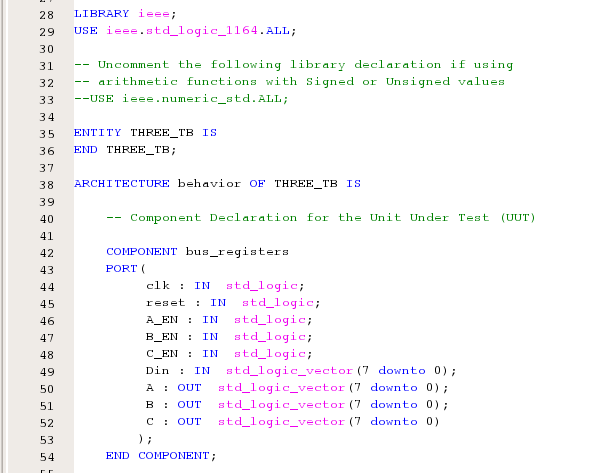 28 LIBRARY ieee;
29 USE ieee.std_logic_1164.ALL;
30
31 -- Uncomment the following library declaration if using
32 -- arithmetic functions with Signed or Unsigned values
33 --USE ieee.numeric_std.ALL;
34
35 ENTITY THREE_TB IS
36 END THREE_TB;
37
38 ARCHITECTURE behavior OF THREE_TB IS
39
40     -- Component Declaration for the Unit Under Test (UUT)
41
42     COMPONENT bus_registers
43     PORT(
44          clk : IN  std_logic;
45          reset : IN  std_logic;
46          A_EN : IN  std_logic;
47          B_EN : IN  std_logic;
48          C_EN : IN  std_logic;
49          Din : IN  std_logic_vector(7 downto 0);
50          A : OUT  std_logic_vector(7 downto 0);
51          B : OUT  std_logic_vector(7 downto 0);
52          C : OUT  std_logic_vector(7 downto 0)
53         );
54     END COMPONENT;